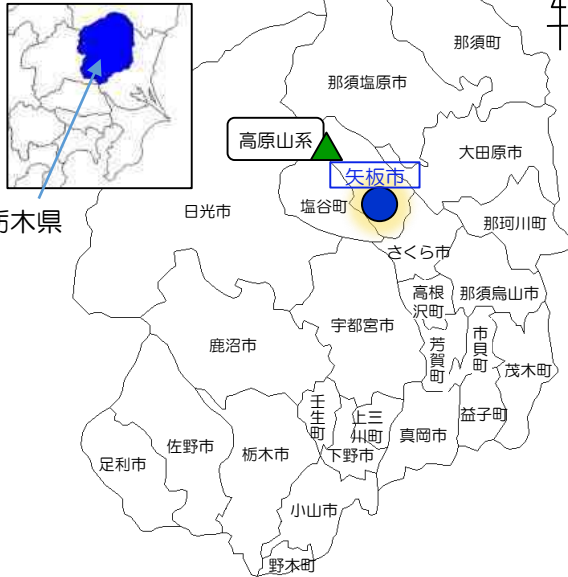 那須町
那須塩原市
高原山系
大田原市
矢板市
日光市
塩谷町
那珂川町
栃木県
さくら市
高根
沢町
那須烏山市
宇都宮市
鹿沼市
芳賀町
市貝町
茂木町
壬生町
上三
川町
益子町
真岡市
佐野市
栃木市
下野市
足利市
小山市
野木町